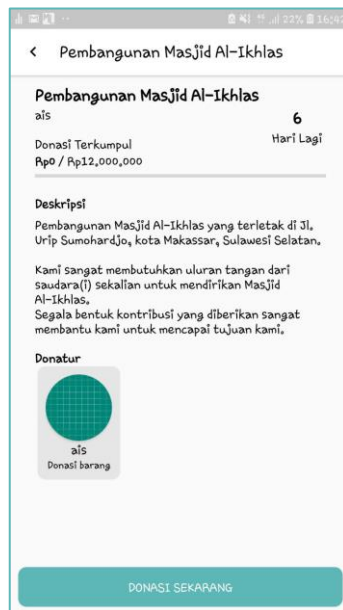 22% 16:47
Pembangunan Masjid Al-Ikhlas
Pembangunan Masjid Al-Ikhlas
ais
6
Hari Lagi
Donasi Terkumpul
Rp0 / Rp12,000,000
Deskripsi
Pembangunan Masjid Al-Ikhlas yang terletak di Jl.
Urip Sumohardjo, kota Makassar, Sulawesi Selatan.
Kami sangat membutuhkan uluran tangan dari
saudara(i) sekalian untuk mendirikan Masjid
Al-Ikhlas.
Segala bentuk kontribusi yang diberikan sangat
membantu kami untuk mencapai tujuan kami.
Donatur
ais
Donasi barang
DONASI SEKARANG